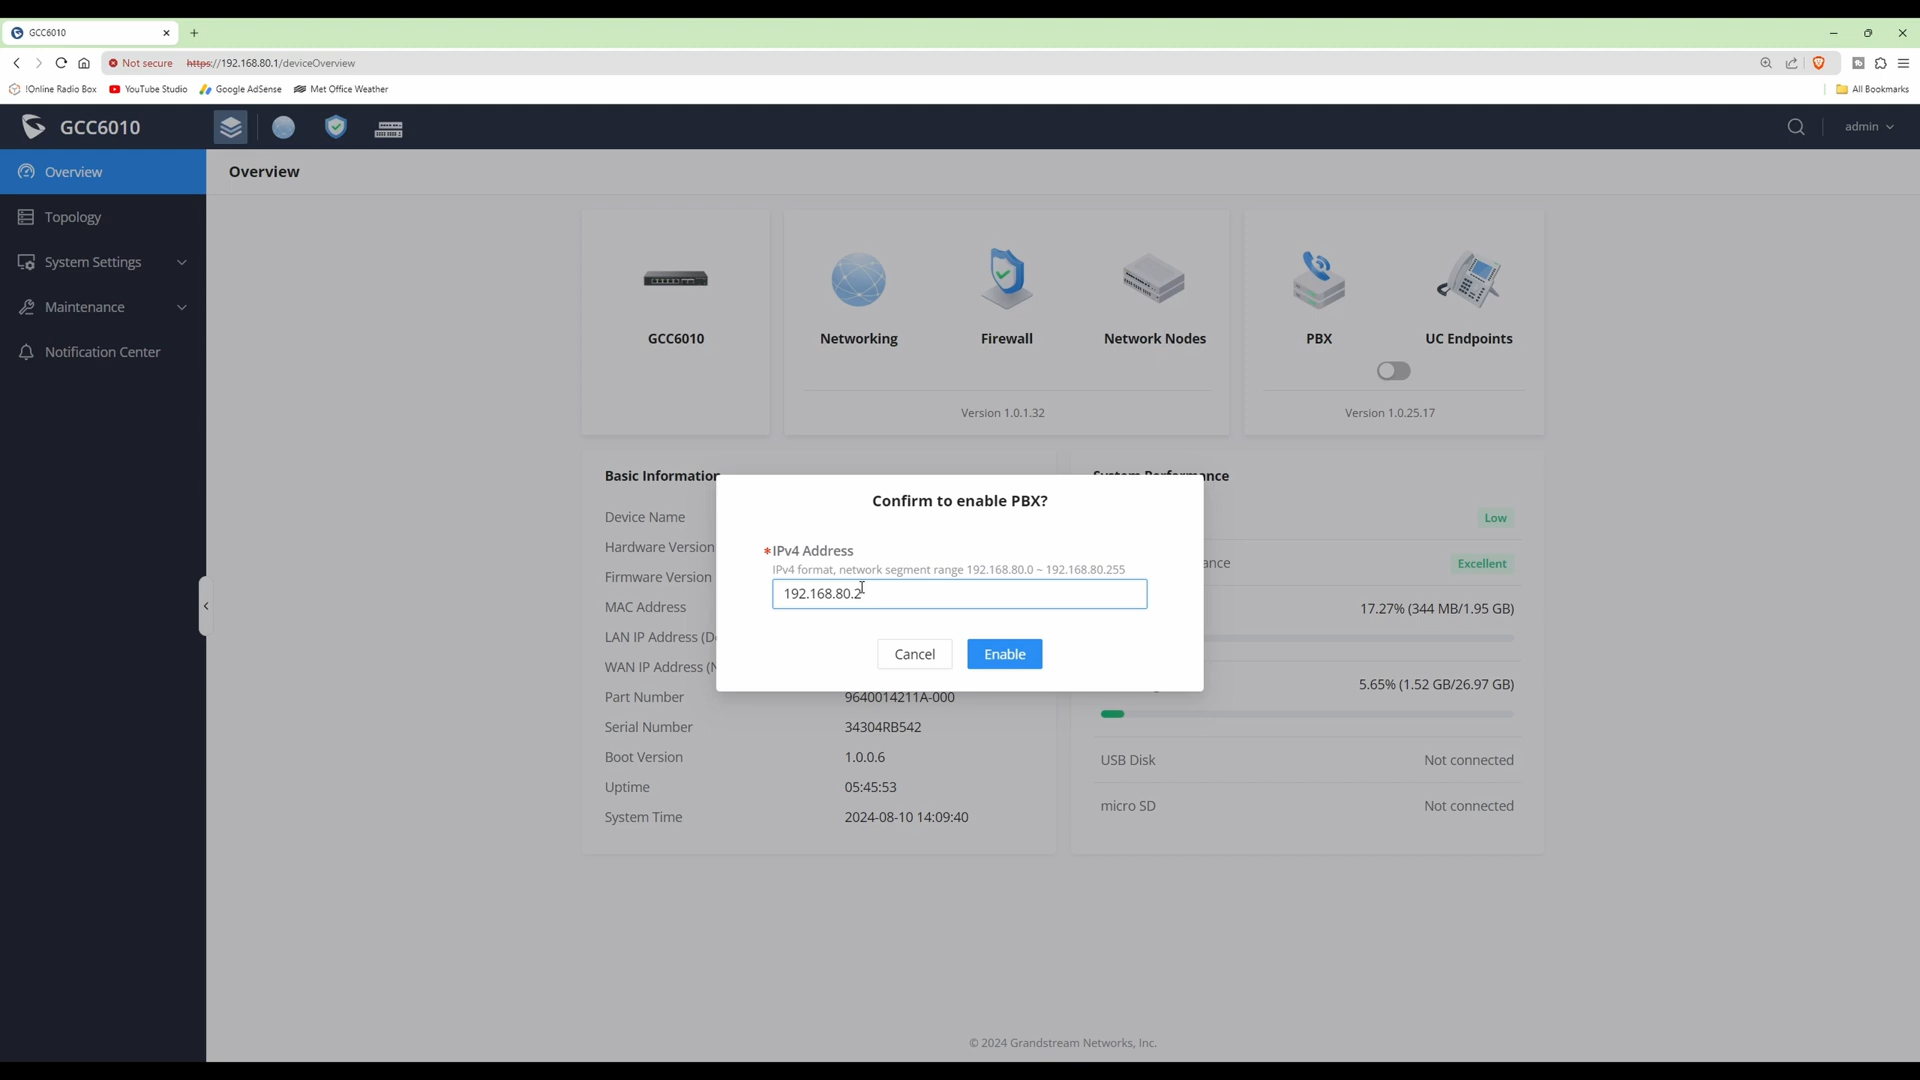 GCC6010
Not secure https://192.168.80.1/deviceOverview
!Online Radio Box YouTube Studio Google AdSense Met Office Weather All Bookmarks
GCC6010 admin
Overview
Topology
System Settings
Maintenance
Notification Center
Overview
GCC6010 Networking Firewall Network Nodes PBX UC Endpoints
Version 1.0.1.32 Version 1.0.25.17
Basic Information
Device Name
Hardware Version
Firmware Version
MAC Address
LAN IP Address (D
WAN IP Address (
Part Number 9640014211A-000
Serial Number 34304RB542
Boot Version 1.0.0.6
Uptime 05:45:53
System Time 2024-08-10 14:09:40
Confirm to enable PBX?
*IPv4 Address
IPv4 format, network segment range 192.168.80.0 ~ 192.168.80.255
192.168.80.2
Cancel Enable
System Performance
Low
ance Excellent
17.27% (344 MB/1.95 GB)
5.65% (1.52 GB/26.97 GB)
USB Disk Not connected
micro SD Not connected
© 2024 Grandstream Networks, Inc.